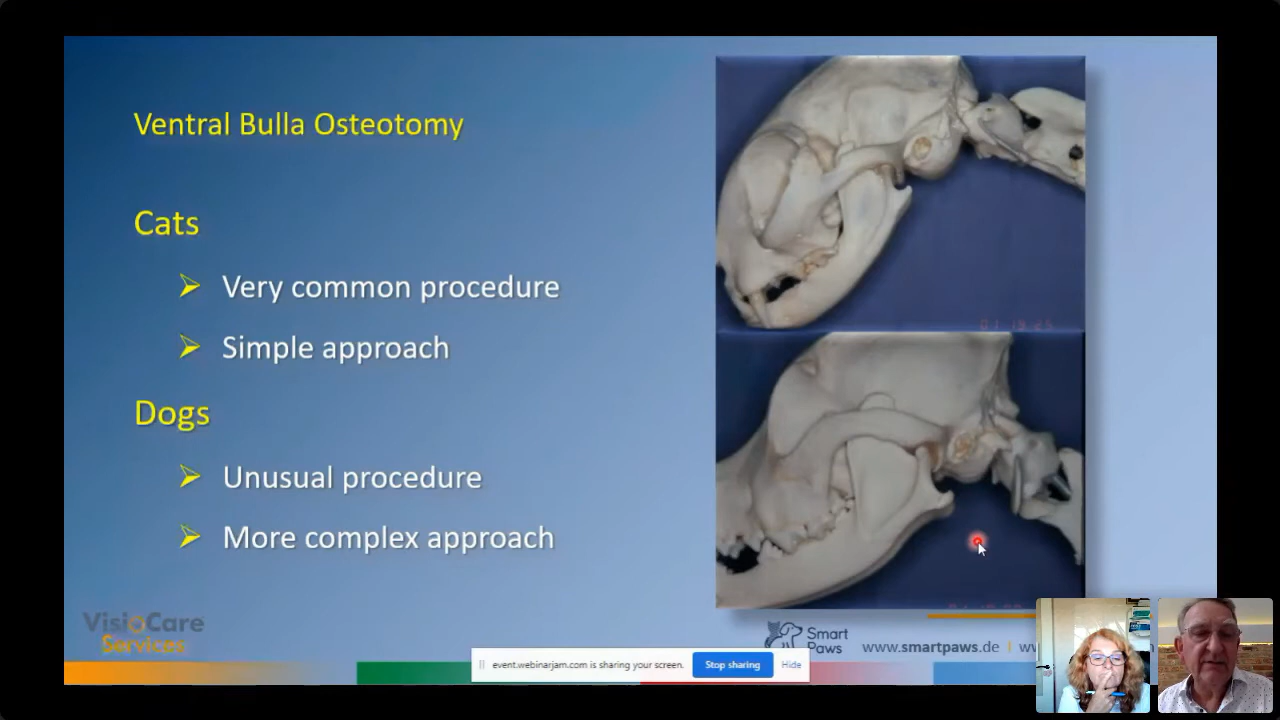 Ventral Bulla Osteotomy
Cats
Very common procedure
Simple approach
Dogs
Unusual procedure
More complex approach
VisioCare
Services
Smart
Paws
www.smartpaws.de
event.webinarjam.com is sharing your screen.
Stop sharing
Hide